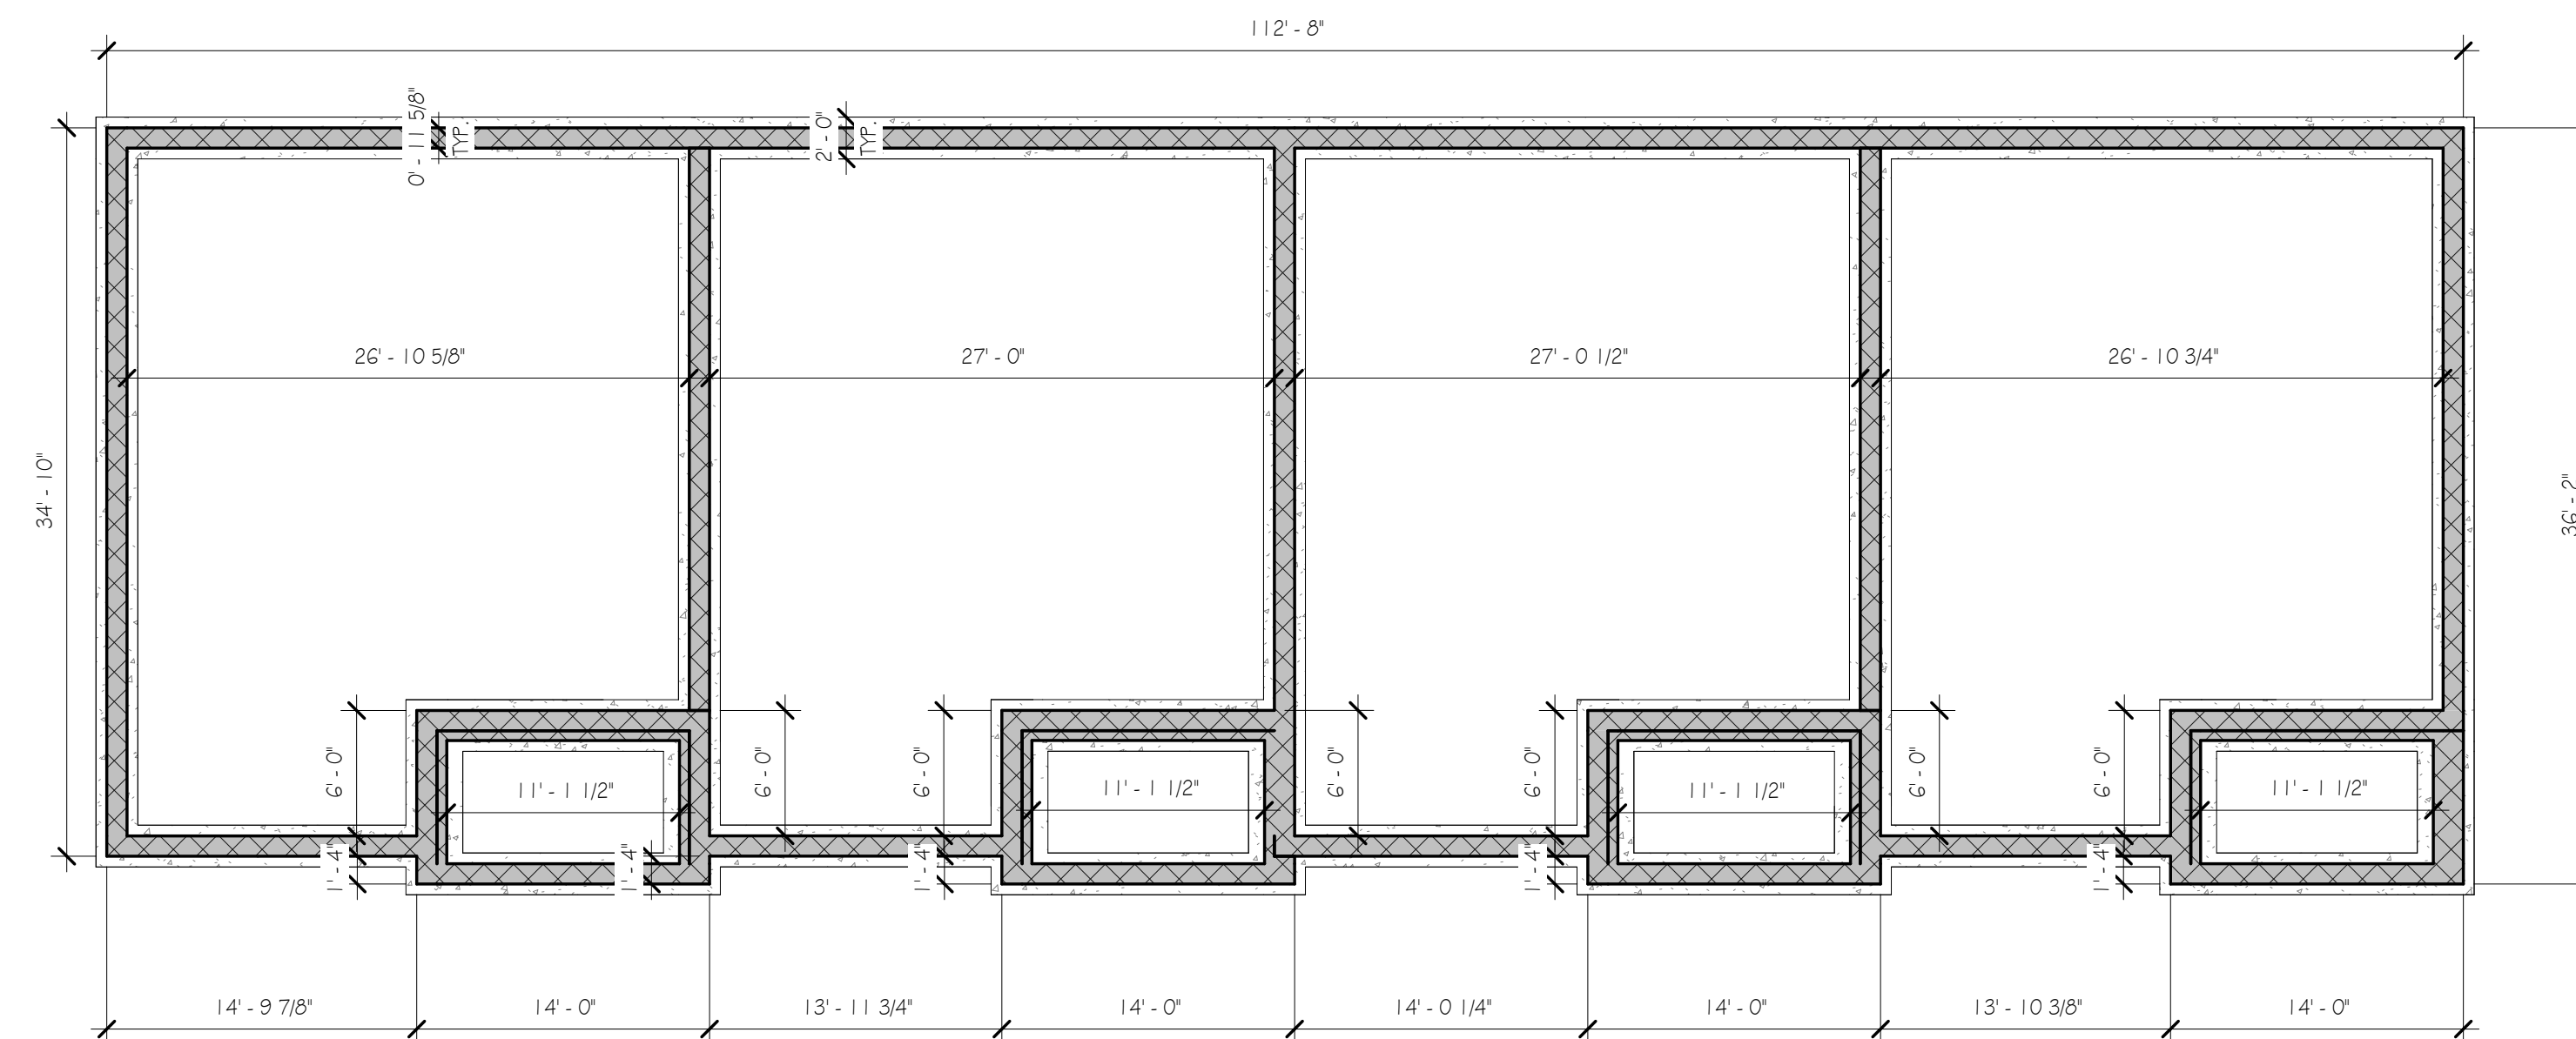 112' - 8"
0' - 11 5/8"
TYP.
2' - 0"
TYP.
26' - 10 5/8"
27' - 0"
27' - 0 1/2"
26' - 10 3/4"
34' - 10"
36' - 2"
6' - 0"
6' - 0"
6' - 0"
6' - 0"
6' - 0"
6' - 0"
6' - 0"
11' - 1 1/2"
11' - 1 1/2"
11' - 1 1/2"
11' - 1 1/2"
1' - 4"
1' - 4"
1' - 4"
1' - 4"
1' - 4"
14' - 9 7/8"
14' - 0"
13' - 11 3/4"
14' - 0"
14' - 0 1/4"
14' - 0"
13' - 10 3/8"
14' - 0"